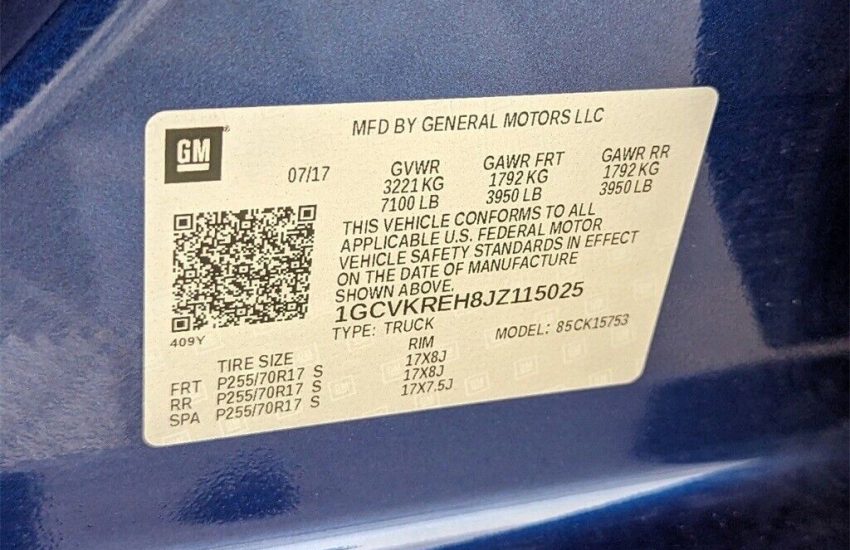 GM
MFD BY GENERAL MOTORS LLC
07/17
GVWR GAWR FRT GAWR RR
3221 KG 1792 KG 1792 KG
7100 LB 3950 LB 3950 LB
THIS VEHICLE CONFORMS TO ALL
APPLICABLE U.S. FEDERAL MOTOR
VEHICLE SAFETY STANDARDS IN EFFECT
ON THE DATE OF MANUFACTURE
SHOWN ABOVE.
1GCVKREH8JZ115025
409Y
TYPE: TRUCK MODEL: 85CK15753
TIRE SIZE RIM
FRT P255/70R17 S 17X8J
RR P255/70R17 S 17X8J
SPA P255/70R17 S 17X7.5J